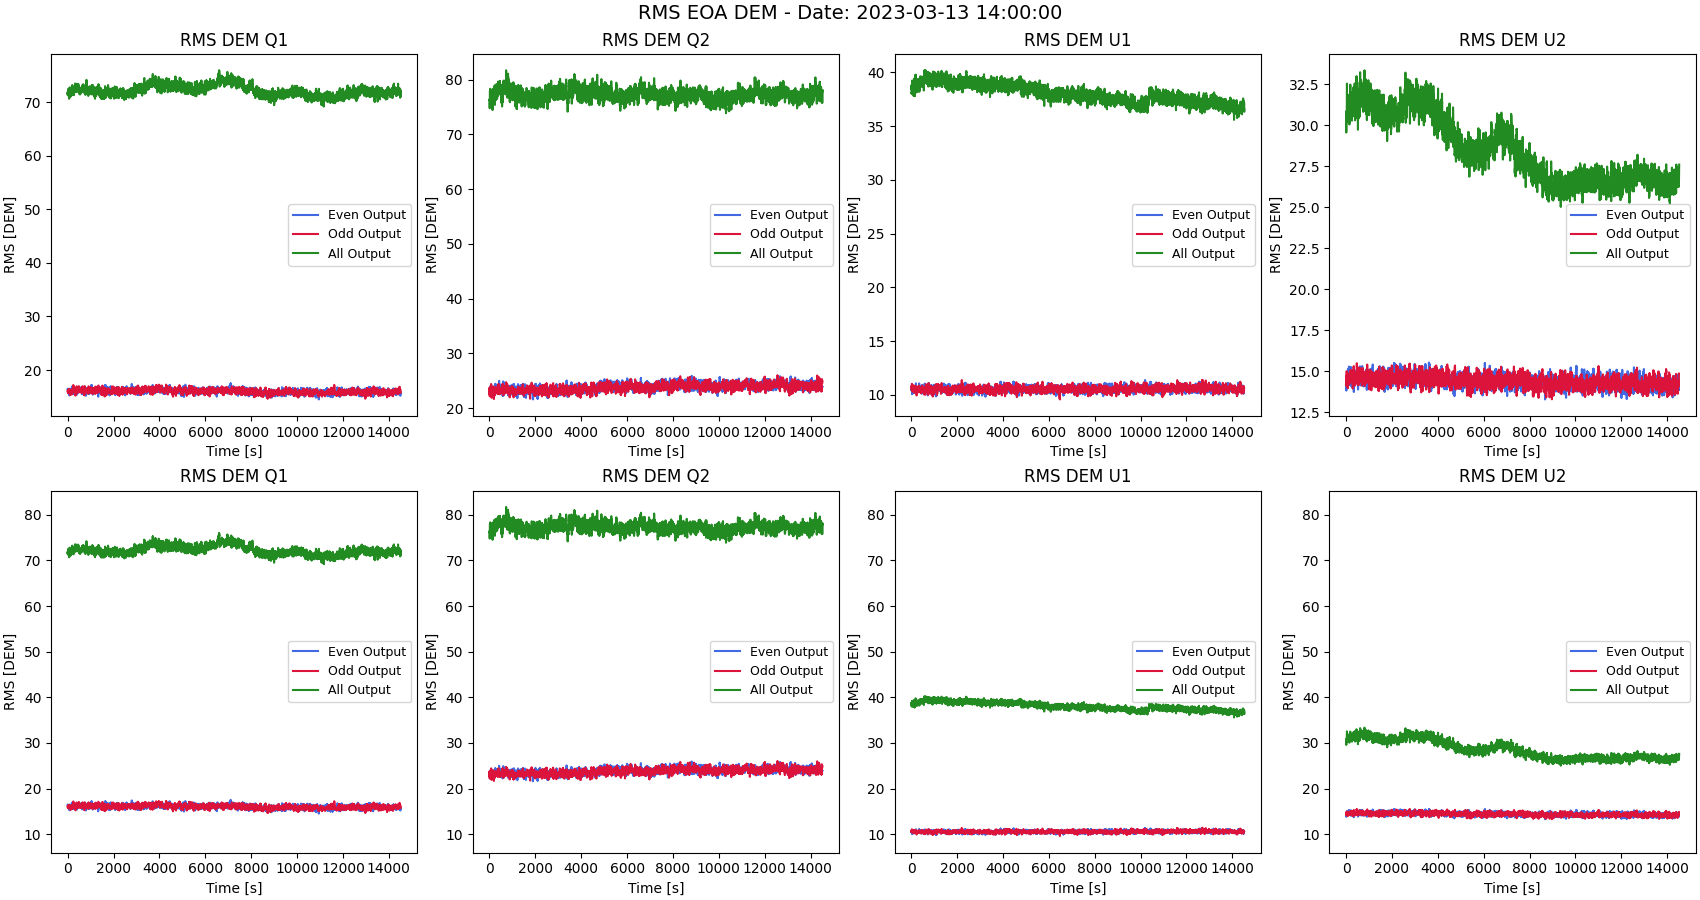 RMS EOA DEM - Date: 2023-03-13 14:00:00
RMS DEM Q1
RMS [DEM]
70
60
50
40
30
20
Even Output
Odd Output
All Output
0 2000 4000 6000 8000 10000 12000 14000
Time [s]
RMS DEM Q2
RMS [DEM]
80
70
60
50
40
30
20
Even Output
Odd Output
All Output
0 2000 4000 6000 8000 10000 12000 14000
Time [s]
RMS DEM U1
RMS [DEM]
40
35
30
25
20
15
10
Even Output
Odd Output
All Output
0 2000 4000 6000 8000 10000 12000 14000
Time [s]
RMS DEM U2
RMS [DEM]
32.5
30.0
27.5
25.0
22.5
20.0
17.5
15.0
12.5
Even Output
Odd Output
All Output
0 2000 4000 6000 8000 10000 12000 14000
Time [s]
RMS DEM Q1
RMS [DEM]
80
70
60
50
40
30
20
10
Even Output
Odd Output
All Output
0 2000 4000 6000 8000 10000 12000 14000
Time [s]
RMS DEM Q2
RMS [DEM]
80
70
60
50
40
30
20
10
Even Output
Odd Output
All Output
0 2000 4000 6000 8000 10000 12000 14000
Time [s]
RMS DEM U1
RMS [DEM]
80
70
60
50
40
30
20
10
Even Output
Odd Output
All Output
0 2000 4000 6000 8000 10000 12000 14000
Time [s]
RMS DEM U2
RMS [DEM]
80
70
60
50
40
30
20
10
Even Output
Odd Output
All Output
0 2000 4000 6000 8000 10000 12000 14000
Time [s]